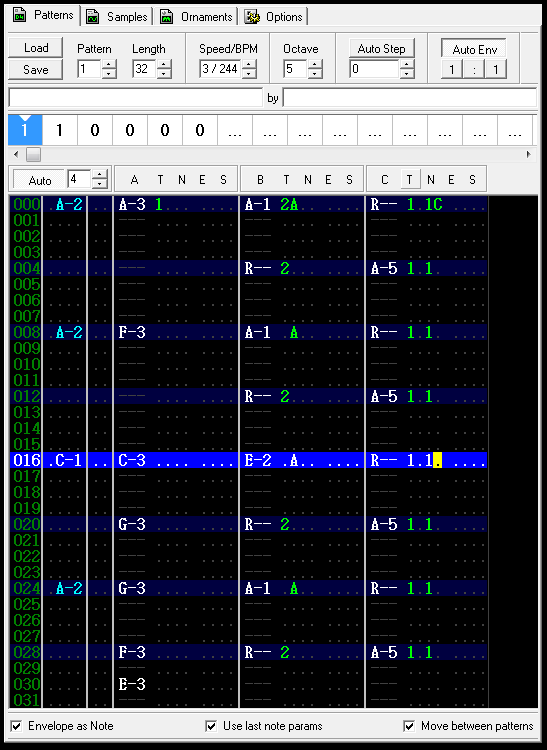 Patterns Samples Ornaments Options
Load Pattern Length Speed/BPM Octave Auto Step Auto Env
Save 1 32 3 / 244 5 0 1 : 1
by
1 1 0 0 0 0 ... ... ... ... ... ... ... ...
Auto 4 A T N E S B T N E S C T N E S
000 .A-2 .. A-3 1... .... A-1 2A.. .... R-- 1.1C ....
001 .... .. --- .... .... --- .... .... --- .... ....
002 .... .. --- .... .... --- .... .... --- .... ....
003 .... .. --- .... .... --- .... .... --- .... ....
004 .... .. --- .... .... R-- 2... .... A-5 1.1. ....
005 .... .. --- .... .... --- .... .... --- .... ....
006 .... .. --- .... .... --- .... .... --- .... ....
007 .... .. --- .... .... --- .... .... --- .... ....
008 .A-2 .. F-3 .... .... A-1 .A.. .... R-- 1.1. ....
009 .... .. --- .... .... --- .... .... --- .... ....
010 .... .. --- .... .... --- .... .... --- .... ....
011 .... .. --- .... .... --- .... .... --- .... ....
012 .... .. --- .... .... R-- 2... .... A-5 1.1. ....
013 .... .. --- .... .... --- .... .... --- .... ....
014 .... .. --- .... .... --- .... .... --- .... ....
015 .... .. --- .... .... --- .... .... --- .... ....
016 .C-1 .. C-3 .... .... E-2 .A.. .... R-- 1.1. ....
017 .... .. --- .... .... --- .... .... --- .... ....
018 .... .. --- .... .... --- .... .... --- .... ....
019 .... .. --- .... .... --- .... .... --- .... ....
020 .... .. G-3 .... .... R-- 2... .... A-5 1.1. ....
021 .... .. --- .... .... --- .... .... --- .... ....
022 .... .. --- .... .... --- .... .... --- .... ....
023 .... .. --- .... .... --- .... .... --- .... ....
024 .A-2 .. G-3 .... .... A-1 .A.. .... R-- 1.1. ....
025 .... .. --- .... .... --- .... .... --- .... ....
026 .... .. --- .... .... --- .... .... --- .... ....
027 .... .. --- .... .... --- .... .... --- .... ....
028 .... .. F-3 .... .... R-- 2... .... A-5 1.1. ....
029 .... .. --- .... .... --- .... .... --- .... ....
030 .... .. E-3 .... .... --- .... .... --- .... ....
031 .... .. --- .... .... --- .... .... --- .... ....
Envelope as Note Use last note params Move between patterns